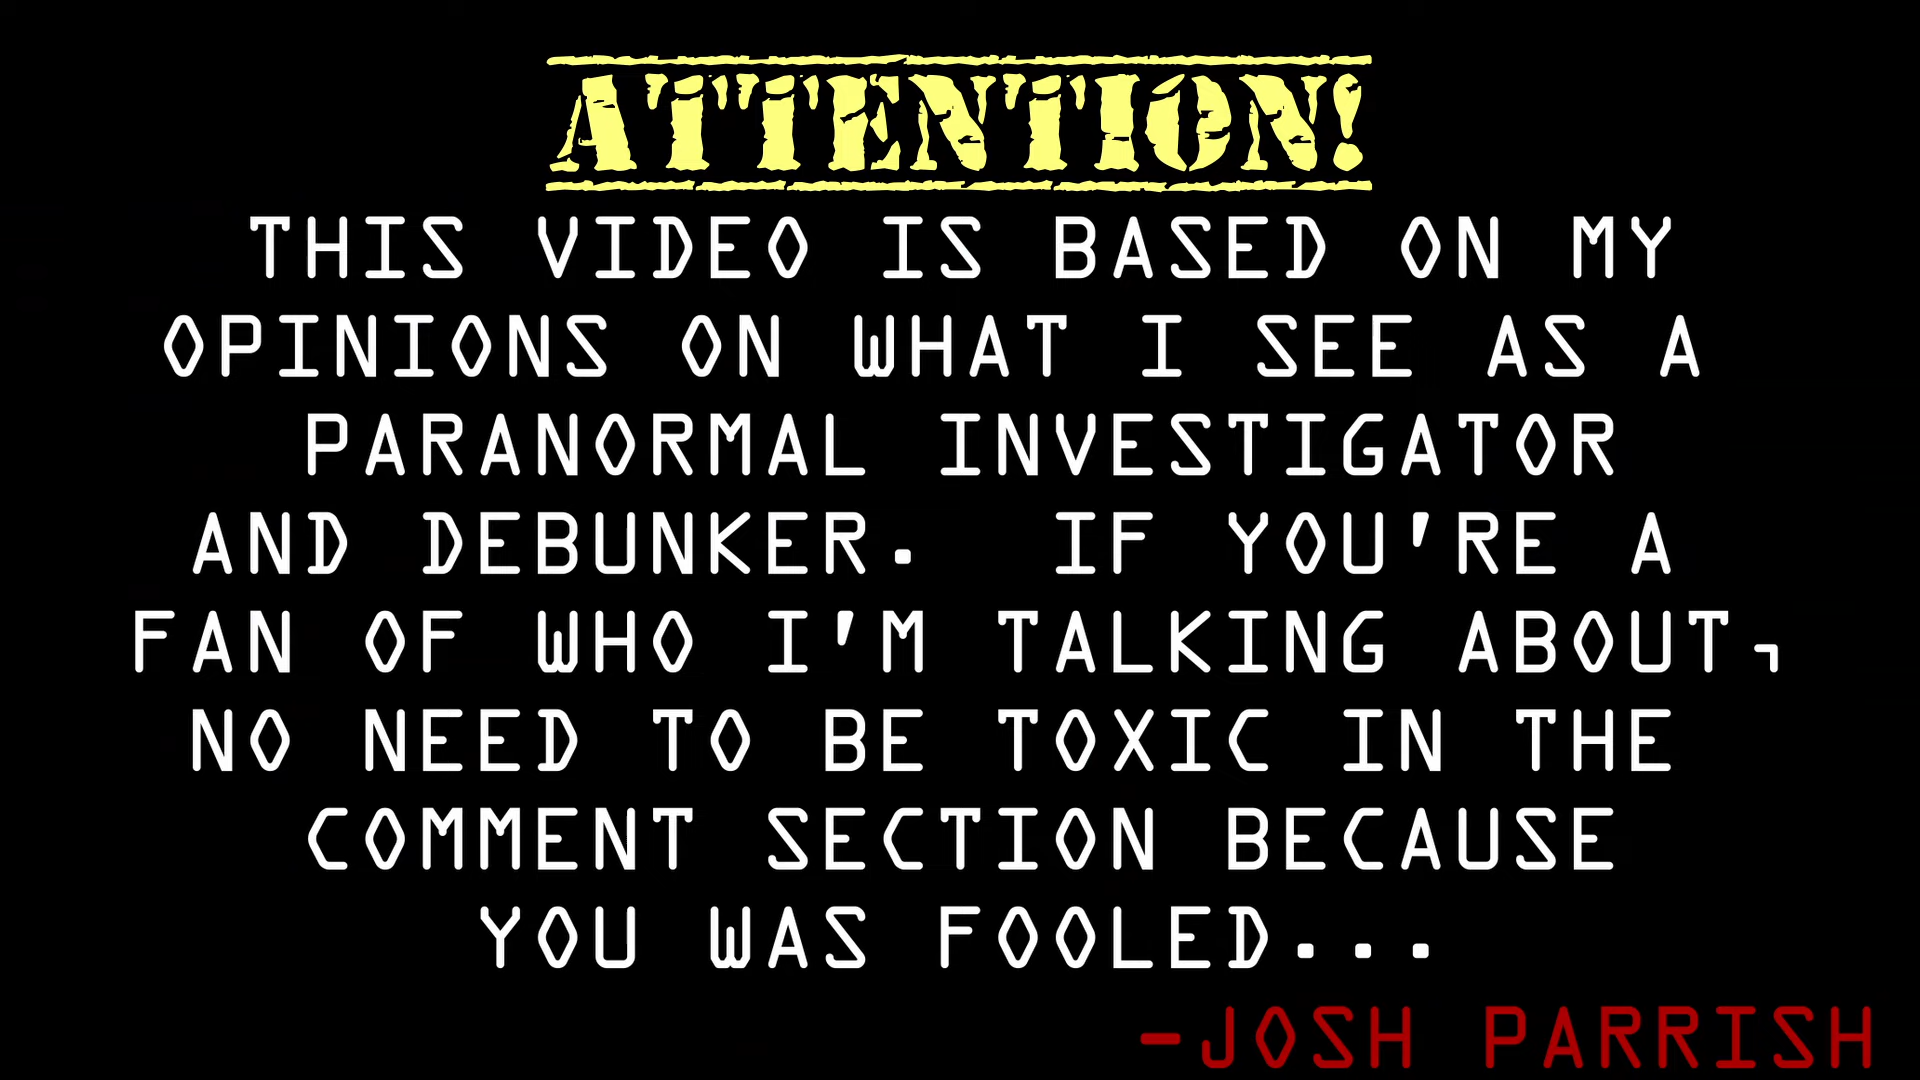 ATTENTION!
THIS VIDEO IS BASED ON MY
OPINIONS ON WHAT I SEE AS A
PARANORMAL INVESTIGATOR
AND DEBUNKER. IF YOU'RE A
FAN OF WHO I'M TALKING ABOUT,
NO NEED TO BE TOXIC IN THE
COMMENT SECTION BECAUSE
YOU WAS FOOLED...
-JOSH PARRISH